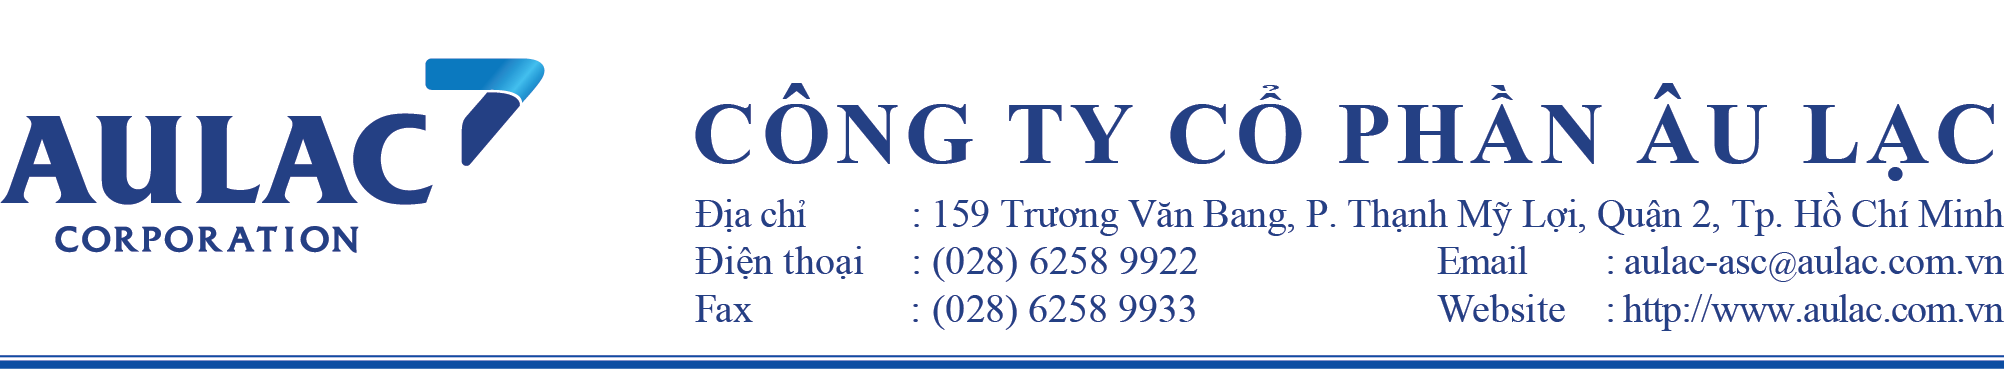 AULAC
CORPORATION
CÔNG TY CỔ PHẦN ÂU LẠC
Địa chỉ : 159 Trương Văn Bang, P. Thạnh Mỹ Lợi, Quận 2, Tp. Hồ Chí Minh
Điện thoại : (028) 6258 9922 Email : aulac-asc@aulac.com.vn
Fax : (028) 6258 9933 Website : http://www.aulac.com.vn